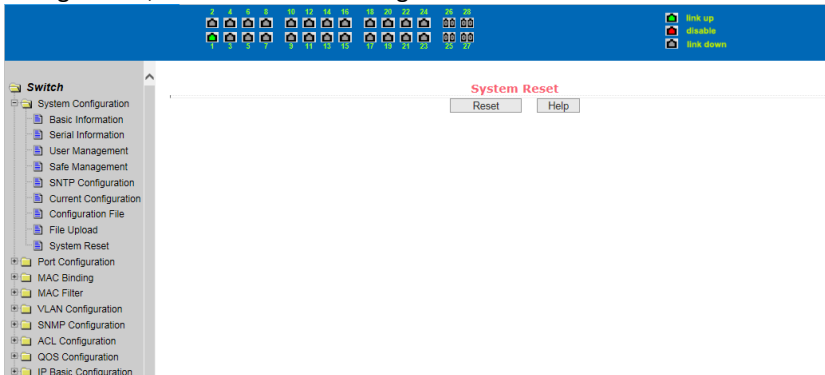 2 4 6 8 10 12 14 16 18 20 22 24 26 28
1 3 5 7 9 11 13 15 17 19 21 23 25 27
link up
disable
link down
Switch
System Configuration
Basic Information
Serial Information
User Management
Safe Management
SNTP Configuration
Current Configuration
Configuration File
File Upload
System Reset
Port Configuration
MAC Binding
MAC Filter
VLAN Configuration
SNMP Configuration
ACL Configuration
QOS Configuration
IP Basic Configuration
System Reset
Reset Help